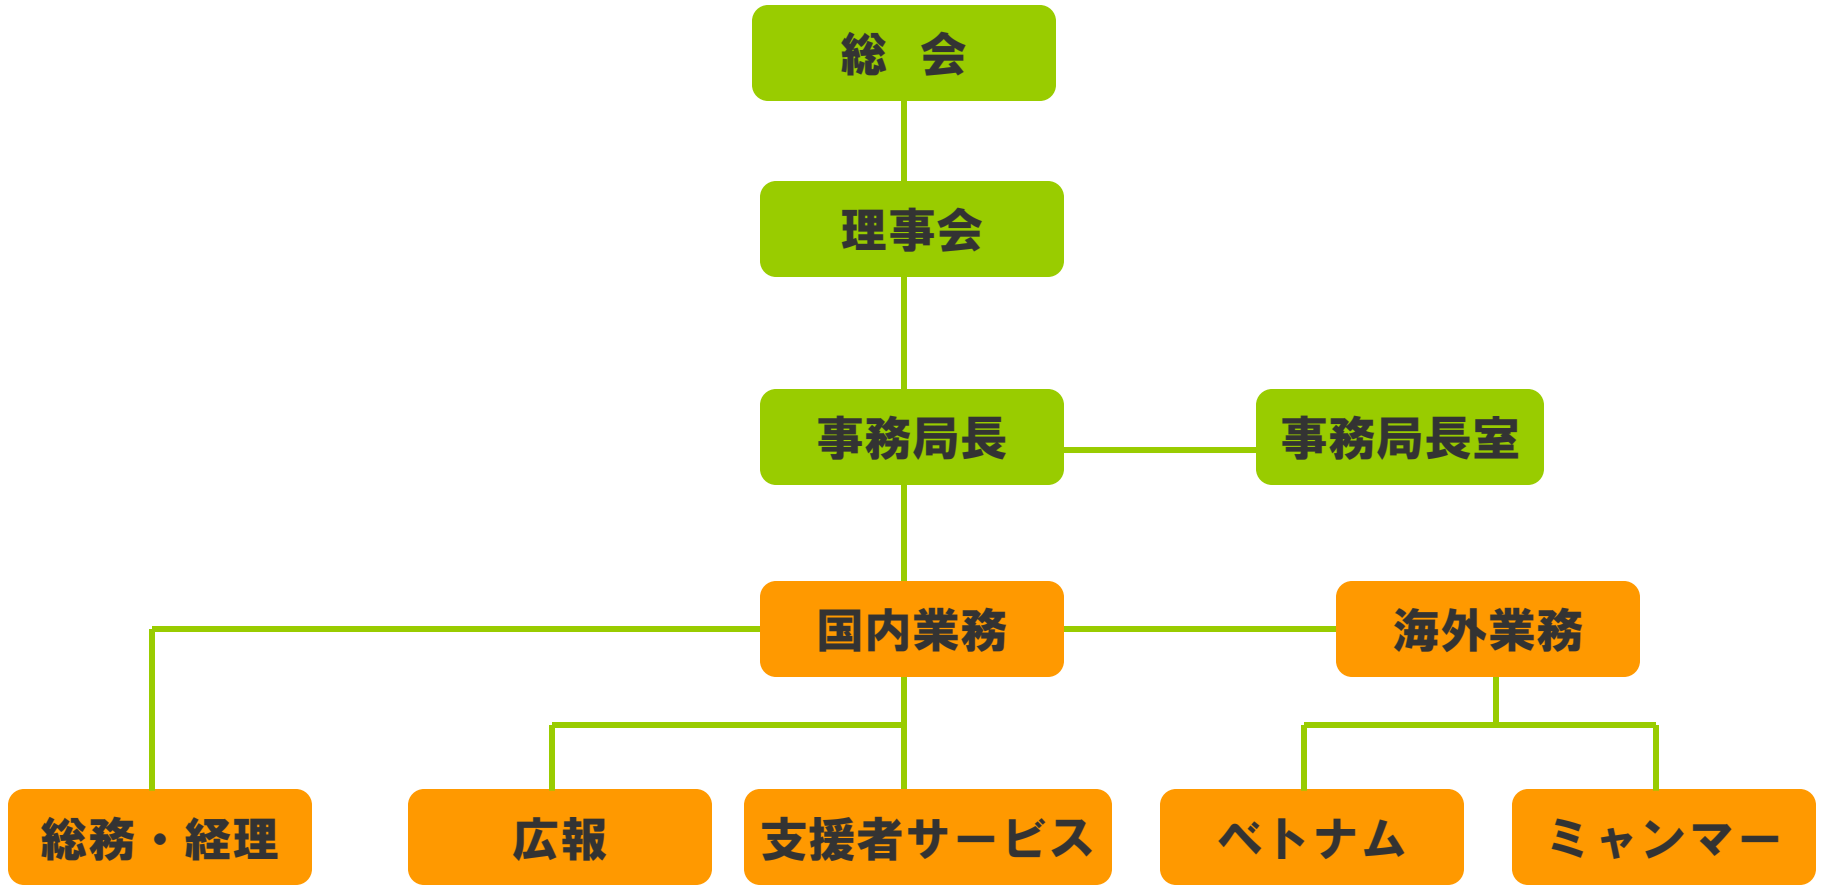 総　会
理事会
事務局長
事務局長室
国内業務
海外業務
総務・経理
広報
支援者サービス
ベトナム
ミャンマー